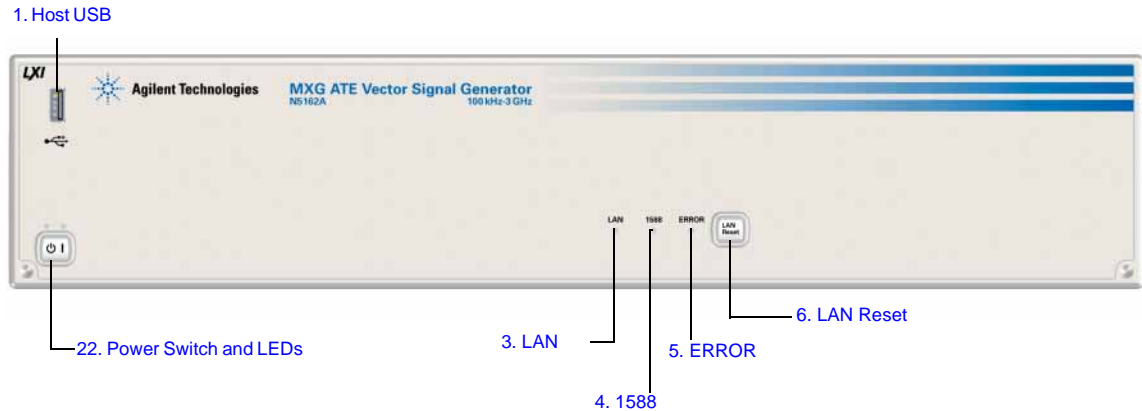 1. Host USB
LXI
Agilent Technologies
MXG ATE Vector Signal Generator
N5162A 100 kHz-3 GHz
LAN 1588 ERROR LAN Reset
6. LAN Reset
22. Power Switch and LEDs
3. LAN
5. ERROR
4. 1588